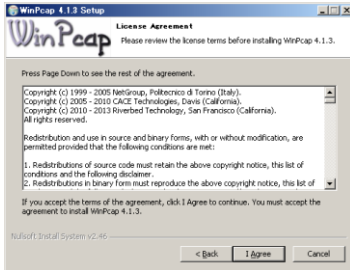 WinPcap 4.1.3 Setup
WinPcap
License Agreement
Please review the license terms before installing WinPcap 4.1.3.
Press Page Down to see the rest of the agreement.
Copyright (c) 1999 - 2005 NetGroup, Politecnico di Torino (Italy).
Copyright (c) 2005 - 2010 CACE Technologies, Davis (California).
Copyright (c) 2010 - 2013 Riverbed Technology, San Francisco (California).
All rights reserved.
Redistribution and use in source and binary forms, with or without modification, are
permitted provided that the following conditions are met:
1. Redistributions of source code must retain the above copyright notice, this list of
conditions and the following disclaimer.
2. Redistributions in binary form must reproduce the above copyright notice, this list of
If you accept the terms of the agreement, click I Agree to continue. You must accept the
agreement to install WinPcap 4.1.3.
Nullsoft Install System v2.46
< Back
I Agree
Cancel